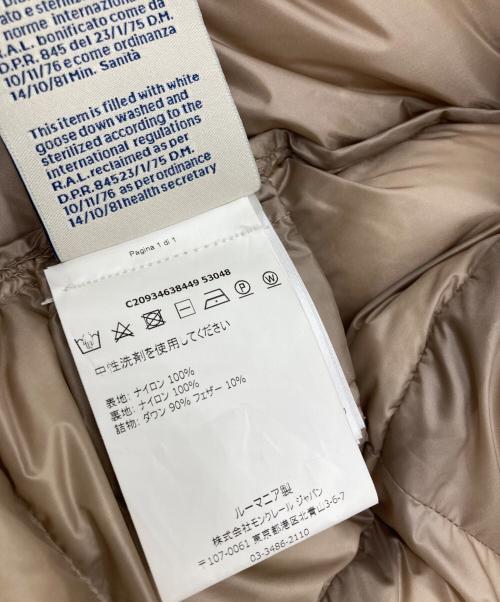 ato e sterilizzato
norme internazionali
R.A.L. bonificato come da
D.P.R. 845 del 23/1/75 D.M.
10/11/76 e come ordinanza
14/10/81 Min. Sanità
This item is filled with white
goose down washed and
sterilized according to the
international regulations
R.A.L. reclaimed as per
D.P.R. 84523/1/75 D.M.
10/11/76 as per ordinance
14/10/81 health secretary
Pagina 1 di 1
C20934638449 53048
中性洗剤を使用してください
表地: ナイロン 100%
裏地: ナイロン 100%
詰物: ダウン 90% フェザー 10%
ルーマニア製
株式会社モンクレール ジャパン
〒107-0061 東京都港区北青山3-6-7
03-3486-2110